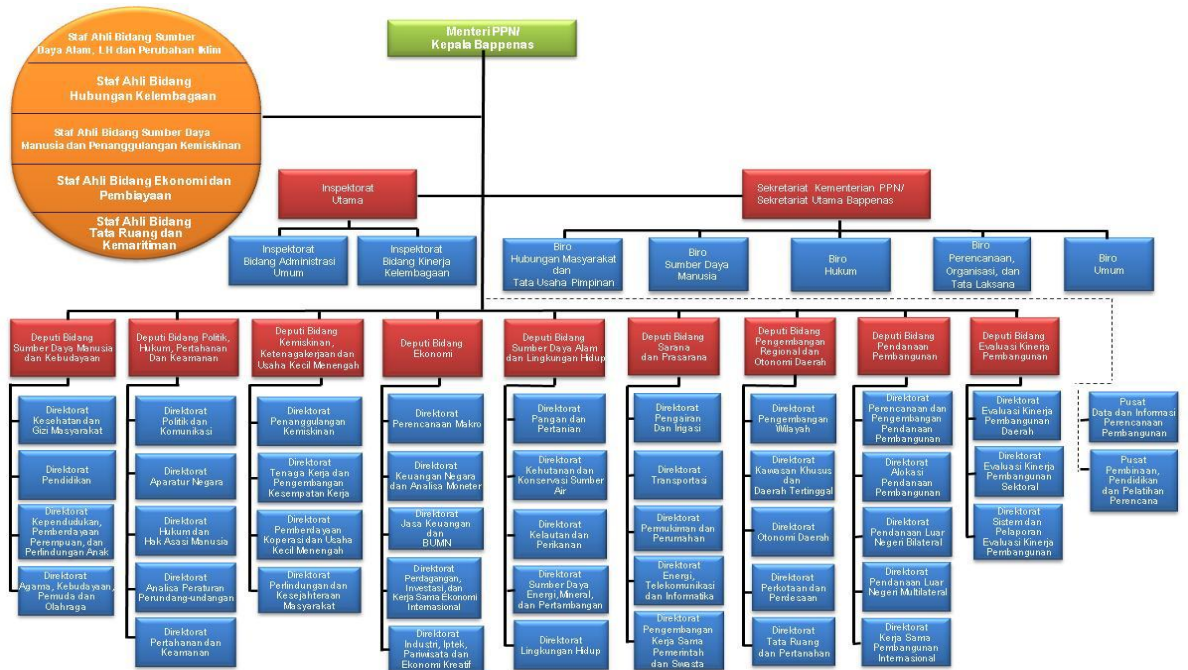 Staf Ahli Bidang Sumber
Daya Alam, LH dan Perubahan Iklim
Staf Ahli Bidang
Hubungan Kelembagaan
Staf Ahli Bidang Sumber Daya
Manusia dan Penanggulangan Kemiskinan
Staf Ahli Bidang Ekonomi dan
Pembiayaan
Staf Ahli Bidang
Tata Ruang dan
Kemaritiman
Menteri PPN/
Kepala Bappenas
Inspektorat
Utama
Sekretariat Kementerian PPN/
Sekretariat Utama Bappenas
Inspektorat
Bidang Administrasi
Umum
Inspektorat
Bidang Kinerja
Kelembagaan
Biro
Hubungan Masyarakat
dan
Tata Usaha Pimpinan
Biro
Sumber Daya
Manusia
Biro
Hukum
Biro
Perencanaan,
Organisasi, dan
Tata Laksana
Biro
Umum
Deputi Bidang
Sumber Daya Manusia
dan Kebudayaan
Deputi Bidang Politik,
Hukum, Pertahanan
Dan Keamanan
Deputi Bidang
Kemiskinan,
Ketenagakerjaan dan
Usaha Kecil Menengah
Deputi Bidang
Ekonomi
Deputi Bidang
Sumber Daya Alam
dan Lingkungan Hidup
Deputi Bidang
Sarana
dan Prasarana
Deputi Bidang
Pengembangan
Regional dan
Otonomi Daerah
Deputi Bidang
Pendanaan
Pembangunan
Deputi Bidang
Evaluasi Kinerja
Pembangunan
Direktorat
Kesehatan dan
Gizi Masyarakat
Direktorat
Pendidikan
Direktorat
Kependudukan,
Pemberdayaan
Perempuan, dan
Perlindungan Anak
Direktorat
Agama, Kebudayaan,
Pemuda dan
Olahraga
Direktorat
Politik dan
Komunikasi
Direktorat
Aparatur Negara
Direktorat
Hukum dan
Hak Asasi Manusia
Direktorat
Analisa Peraturan
Perundang-undangan
Direktorat
Pertahanan dan
Keamanan
Direktorat
Penanggulangan
Kemiskinan
Direktorat
Tenaga Kerja dan
Pengembangan
Kesempatan Kerja
Direktorat
Pemberdayaan
Koperasi dan Usaha
Kecil Menengah
Direktorat
Perlindungan dan
Kesejahteraan
Masyarakat
Direktorat
Perencanaan Makro
Direktorat
Keuangan Negara
dan Analisa Moneter
Direktorat
Jasa Keuangan
dan
BUMN
Direktorat
Perdagangan,
Investasi,dan
Kerja Sama Ekonomi
Internasional
Direktorat
Industri, Iptek,
Pariwisata dan
Ekonomi Kreatif
Direktorat
Pangan dan
Pertanian
Direktorat
Kehutanan dan
Konservasi Sumber
Air
Direktorat
Kelautan dan
Perikanan
Direktorat
Sumber Daya
Energi,Mineral,
dan Pertambangan
Direktorat
Lingkungan Hidup
Direktorat
Pengairan
Dan Irigasi
Direktorat
Transportasi
Direktorat
Permukiman dan
Perumahan
Direktorat
Energi,
Telekomunikasi
dan Informatika
Direktorat
Pengembangan
Kerja Sama
Pemerintah
dan Swasta
Direktorat
Pengembangan
Wilayah
Direktorat
Kawasan Khusus
dan
Daerah Tertinggal
Direktorat
Otonomi Daerah
Direktorat
Perkotaan dan
Perdesaan
Direktorat
Tata Ruang
dan Pertanahan
Direktorat
Perencanaan dan
Pengembangan
Pendanaan
Pembangunan
Direktorat
Alokasi
Pendanaan
Pembangunan
Direktorat
Pendanaan Luar
Negeri Bilateral
Direktorat
Pendanaan Luar
Negeri Multilateral
Direktorat
Kerja Sama
Pembangunan
Internasional
Direktorat
Evaluasi Kinerja
Pembangunan
Daerah
Direktorat
Evaluasi Kinerja
Pembangunan
Sektoral
Direktorat
Sistem dan
Pelaporan
Evaluasi Kinerja
Pembangunan
Pusat
Data dan Informasi
Perencanaan
Pembangunan
Pusat
Pembinaan,
Pendidikan
dan Pelatihan
Perencana